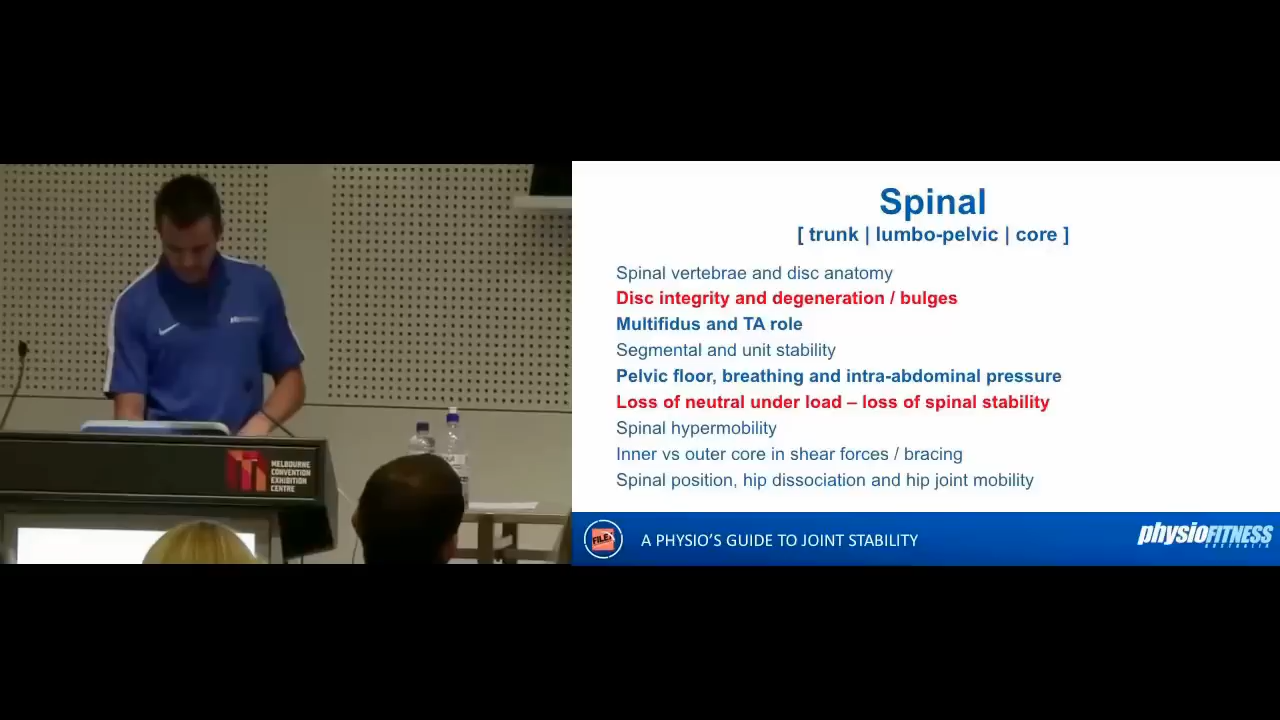 MELBOURNE
CONVENTION
EXHIBITION
CENTRE
Spinal
[ trunk | lumbo-pelvic | core ]
Spinal vertebrae and disc anatomy
Disc integrity and degeneration / bulges
Multifidus and TA role
Segmental and unit stability
Pelvic floor, breathing and intra-abdominal pressure
Loss of neutral under load – loss of spinal stability
Spinal hypermobility
Inner vs outer core in shear forces / bracing
Spinal position, hip dissociation and hip joint mobility
FILEX
A PHYSIO'S GUIDE TO JOINT STABILITY
physioFITNESS
AUSTRALIA